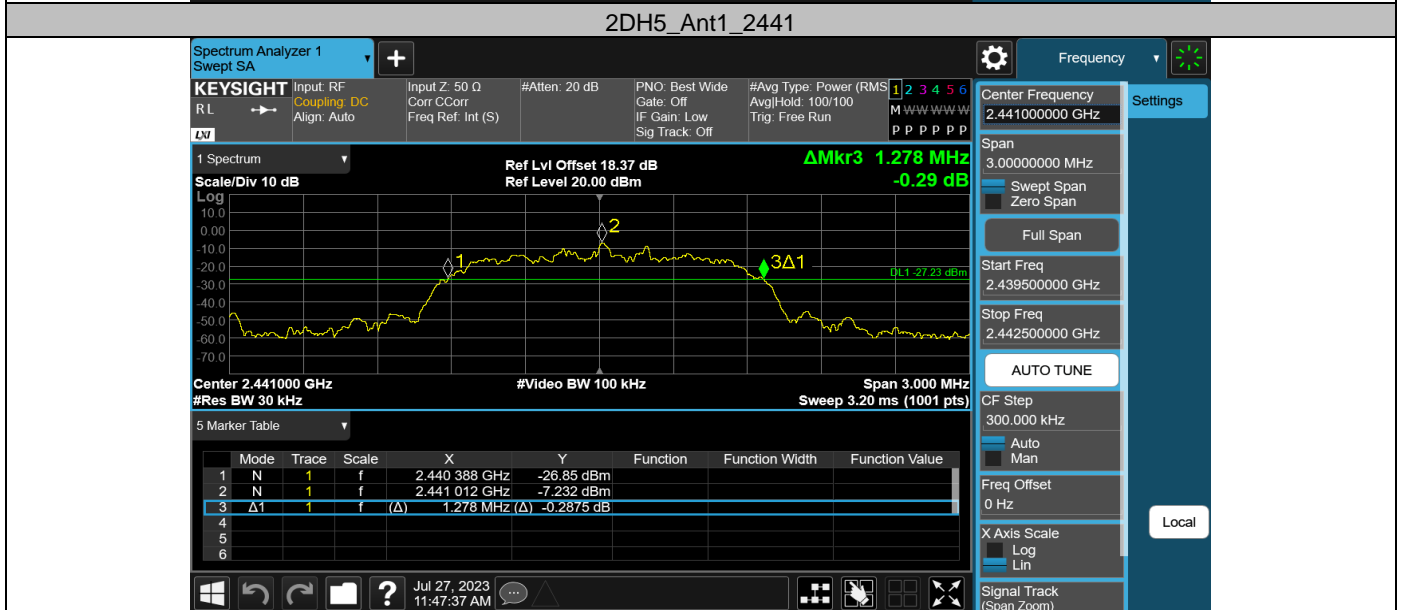 2DH5_Ant1_2441
Spectrum Analyzer 1
Swept SA
Frequency
KEYSIGHT
RL
LXI
Input: RF
Coupling: DC
Align: Auto
Input Z: 50 Ω
Corr CCorr
Freq Ref: Int (S)
#Atten: 20 dB
PNO: Best Wide
Gate: Off
IF Gain: Low
Sig Track: Off
#Avg Type: Power (RMS
Avg|Hold: 100/100
Trig: Free Run
1 2 3 4 5 6
M W W W W W
P P P P P P
1 Spectrum
Scale/Div 10 dB
Ref Lvl Offset 18.37 dB
Ref Level 20.00 dBm
ΔMkr3 1.278 MHz
-0.29 dB
Log
10.0
0.00
-10.0
-20.0
-30.0
-40.0
-50.0
-60.0
-70.0
1
2
3Δ1
DL1 -27.23 dBm
Center 2.441000 GHz
#Video BW 100 kHz
Span 3.000 MHz
#Res BW 30 kHz
Sweep 3.20 ms (1001 pts)
5 Marker Table
Mode Trace Scale X Y Function Function Width Function Value
1 N 1 f 2.440 388 GHz -26.85 dBm
2 N 1 f 2.441 012 GHz -7.232 dBm
3 Δ1 1 f (Δ) 1.278 MHz (Δ) -0.2875 dB
4
5
6
Jul 27, 2023
11:47:37 AM
Center Frequency
2.441000000 GHz
Span
3.00000000 MHz
Swept Span
Zero Span
Full Span
Start Freq
2.439500000 GHz
Stop Freq
2.442500000 GHz
AUTO TUNE
CF Step
300.000 kHz
Auto
Man
Freq Offset
0 Hz
X Axis Scale
Log
Lin
Signal Track
(Span Zoom)
Settings
Local